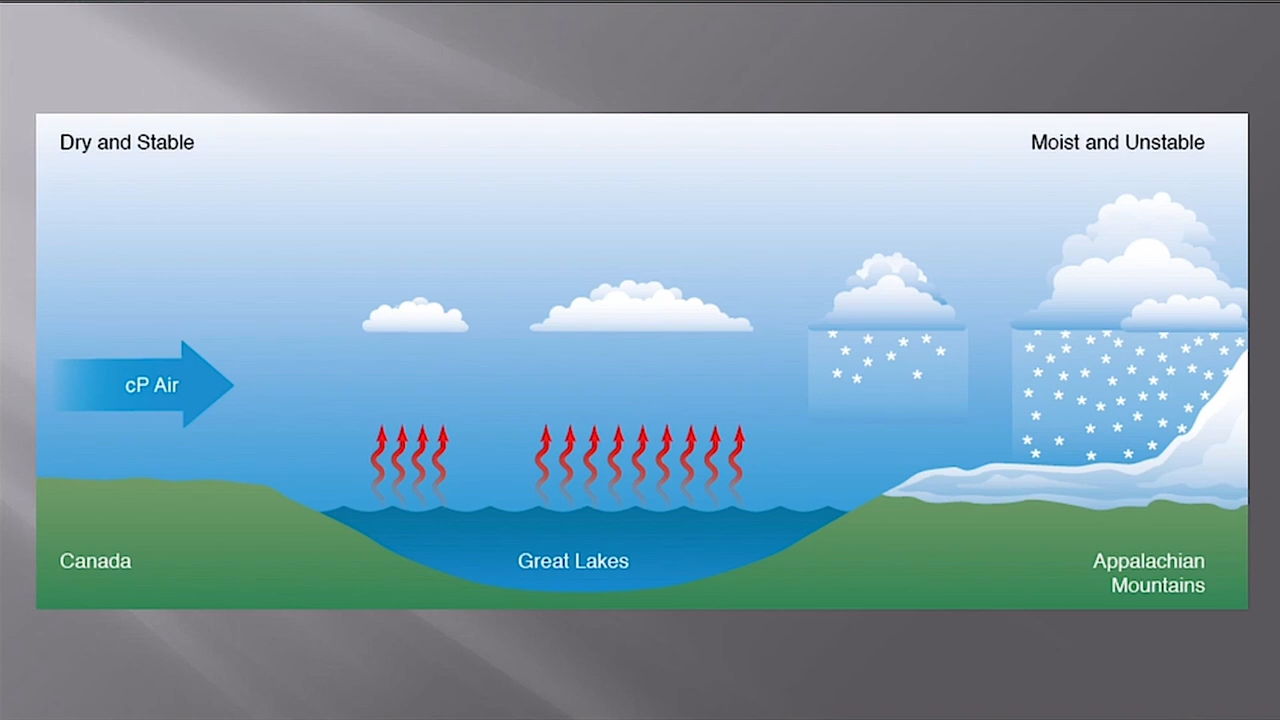 Dry and Stable
Moist and Unstable
cP Air
Canada
Great Lakes
Appalachian
Mountains